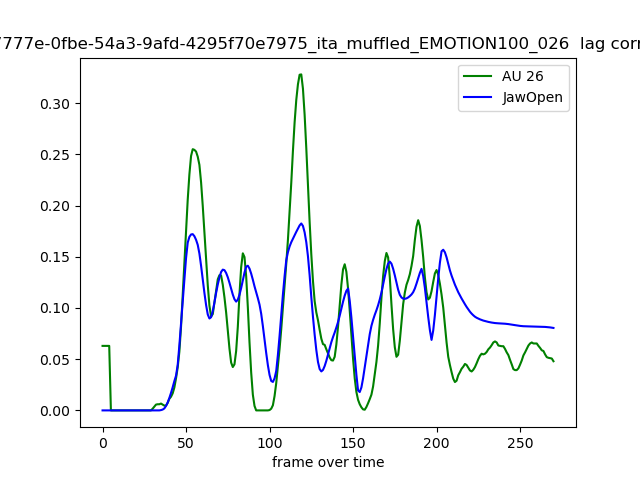 7777e-0fbe-54a3-9afd-4295f70e7975_ita_muffled_EMOTION100_026 lag corr
AU 26
JawOpen
0.30
0.25
0.20
0.15
0.10
0.05
0.00
0 50 100 150 200 250
frame over time